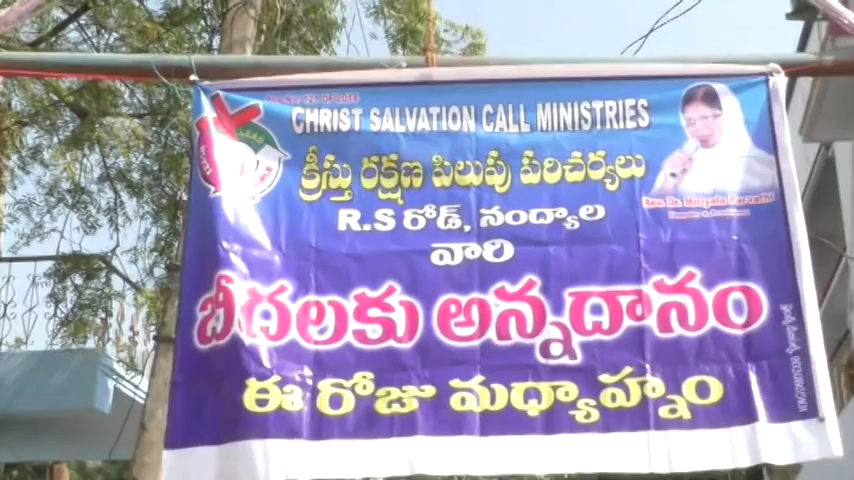 CHRIST SALVATION CALL MINISTRIES
క్రీస్తు రక్షణ పిలుపు పరిచర్యలు
R.S రోడ్, నంద్యాల
వారి
బీదలకు అన్నదానం
ఈ రోజు మధ్యాహ్నం